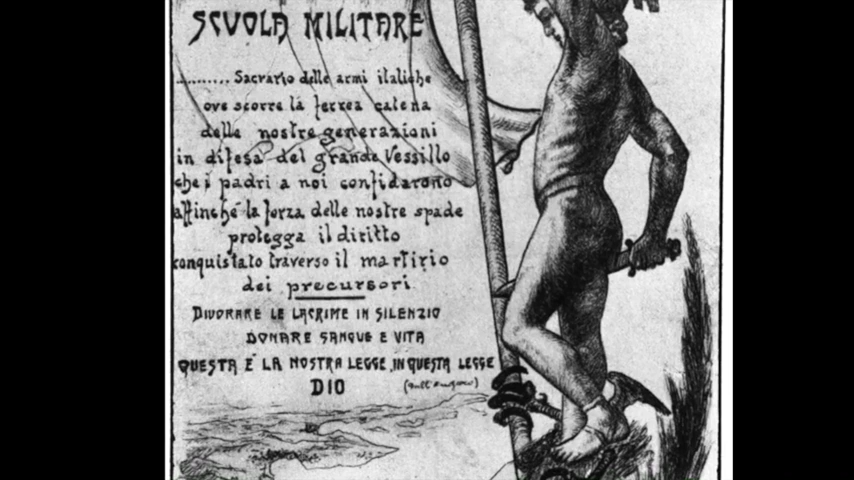 SCUOLA MILITARE
........... Sacrario delle armi italiche
ove scorre la ferrea catena
delle nostre generazioni
in difesa del grande Vessillo
che i padri a noi confidarono
affinché la forza delle nostre spade
protegga il diritto
conquistato traverso il martirio
dei precursori
DIVORARE LE LACRIME IN SILENZIO
DONARE SANGUE E VITA
QUESTA E' LA NOSTRA LEGGE, IN QUESTA LEGGE
DIO